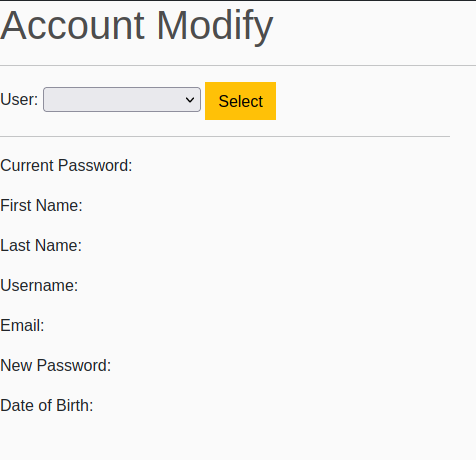 Account Modify
User: Select
Current Password:
First Name:
Last Name:
Username:
Email:
New Password:
Date of Birth: